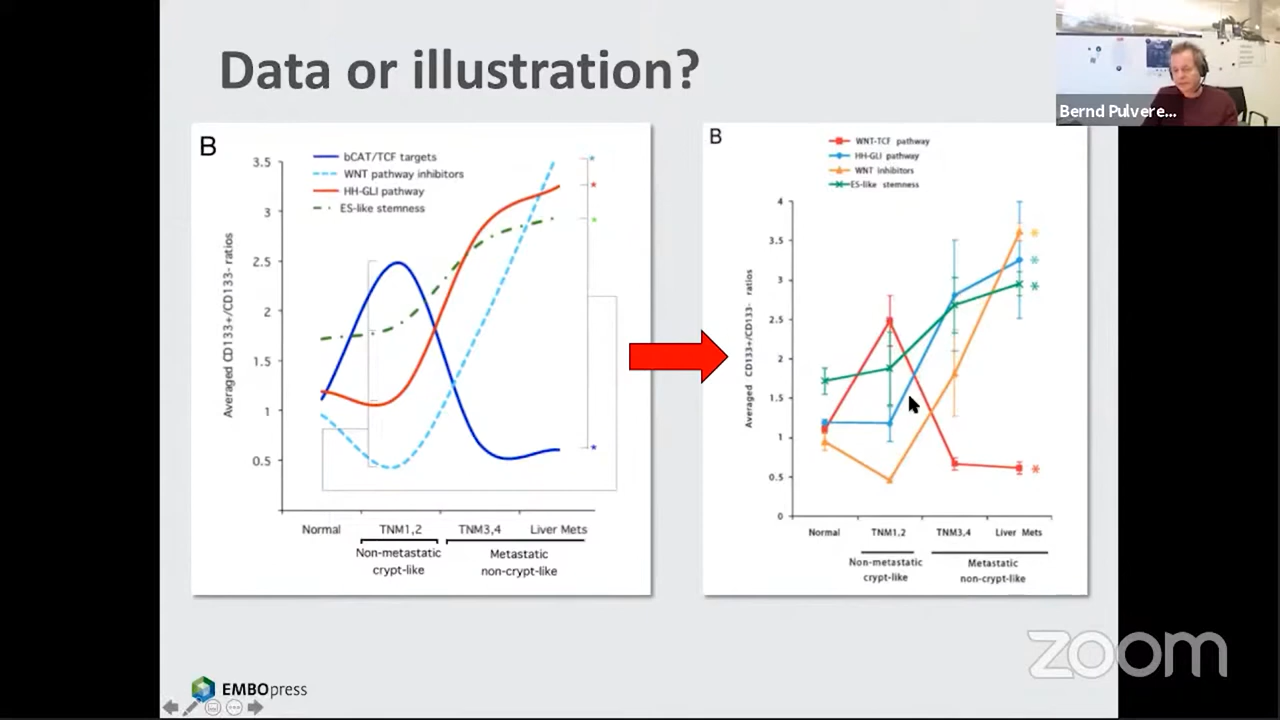 Data or illustration?
Bernd Pulvere...
B
3.5
3
2.5
2
1.5
1
0.5
Averaged CD133+/CD133- ratios
bCAT/TCF targets
WNT pathway inhibitors
HH-GLI pathway
ES-like stemness
*
*
*
*
Normal TNM1,2 TNM3,4 Liver Mets
Non-metastatic Metastatic
crypt-like non-crypt-like
B
WNT-TCF pathway
HH-GLI pathway
WNT inhibitors
ES-like stemness
4
3.5
3
2.5
2
1.5
1
0.5
0
Averaged CD133+/CD133- ratios
*
*
*
*
Normal TNM1,2 TNM3,4 Liver Mets
Non-metastatic Metastatic
crypt-like non-crypt-like
EMBOpress
zoom